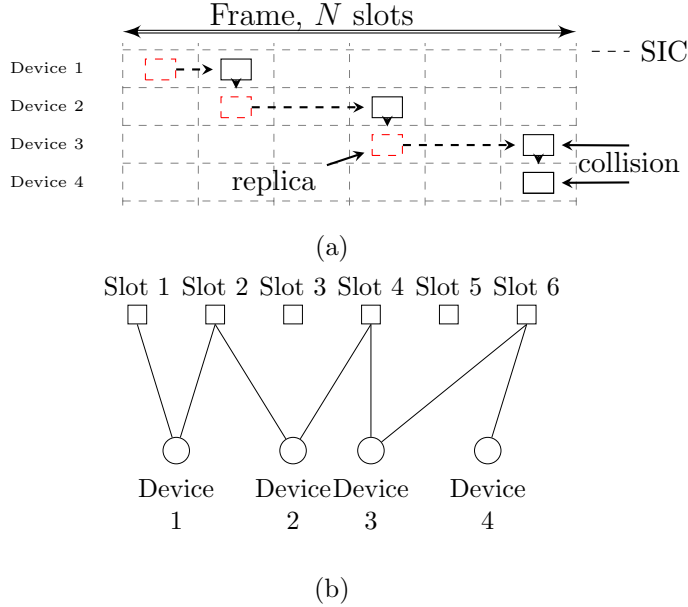 Frame, N slots
SIC
Device 1
Device 2
Device 3
Device 4
replica
collision
(a)
Slot 1 Slot 2 Slot 3 Slot 4 Slot 5 Slot 6
Device Device Device Device
1 2 3 4
(b)